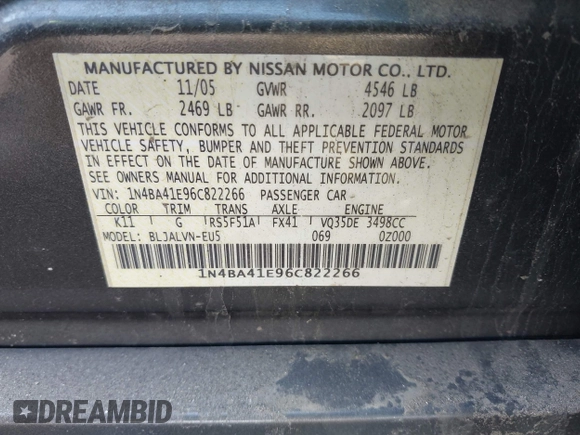 MANUFACTURED BY NISSAN MOTOR CO., LTD.
DATE 11/05 GVWR 4546 LB
GAWR FR. 2469 LB GAWR RR. 2097 LB
THIS VEHICLE CONFORMS TO ALL APPLICABLE FEDERAL MOTOR
VEHICLE SAFETY, BUMPER AND THEFT PREVENTION STANDARDS
IN EFFECT ON THE DATE OF MANUFACTURE SHOWN ABOVE.
SEE OWNERS MANUAL FOR ADDITIONAL INFORMATION.
VIN: 1N4BA41E96C822266 PASSENGER CAR
COLOR TRIM TRANS AXLE ENGINE
K11 G RS5F51A FX41 VQ35DE 3498CC
MODEL: BLJALVN-EU5 069 0Z000
1N4BA41E96C822266
DREAMBID